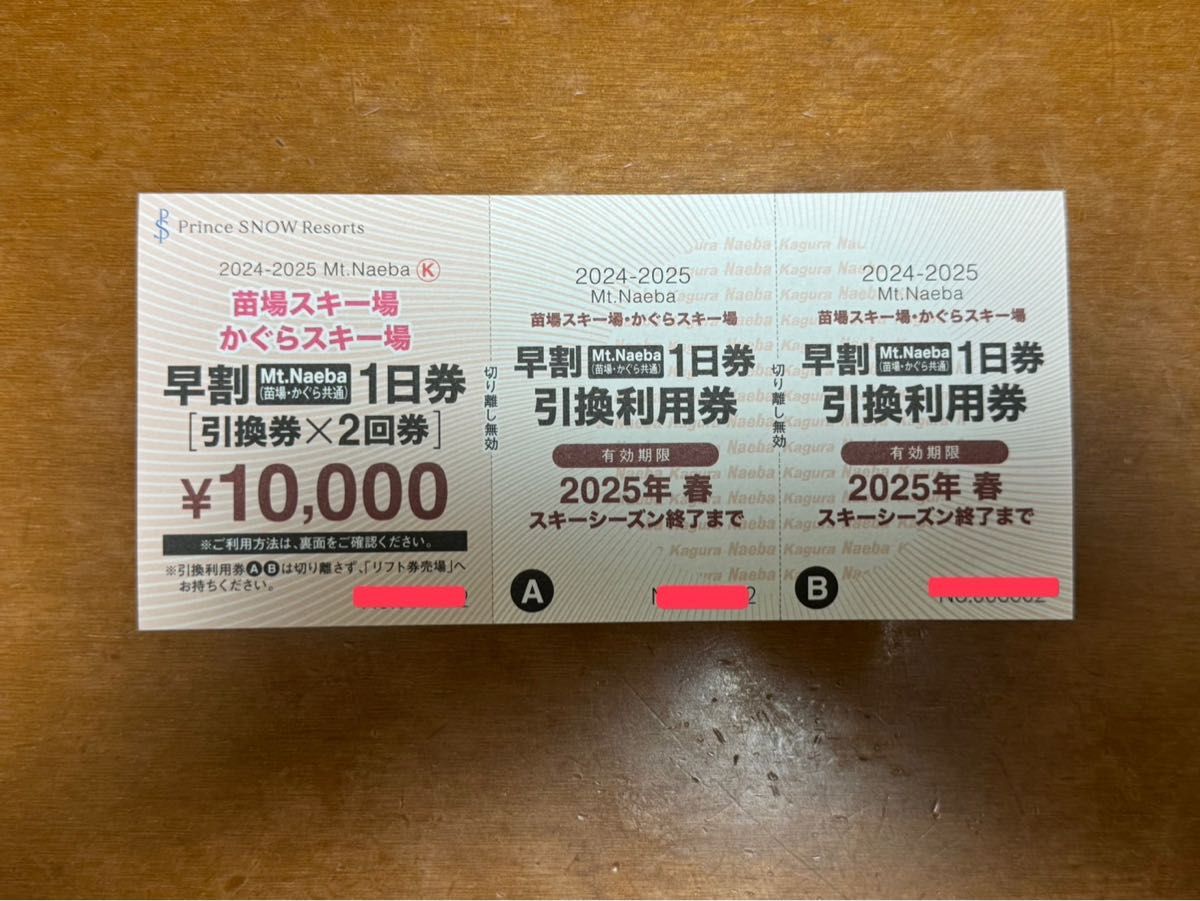 Prince SNOW Resorts
2024-2025 Mt.Naeba Ⓚ
苗場スキー場
かぐらスキー場
早割 Mt.Naeba (苗場・かぐら共通) 1日券
[引換券×2回券]
¥10,000
※ご利用方法は、裏面をご確認ください。
※引換利用券ⒶⒷは切り離さず、「リフト券売場」へ
お持ちください。
切り離し無効
2024-2025
Mt.Naeba
苗場スキー場・かぐらスキー場
早割 Mt.Naeba (苗場・かぐら共通) 1日券
引換利用券
有効期限
2025年 春
スキーシーズン終了まで
A
切り離し無効
2024-2025
Mt.Naeba
苗場スキー場・かぐらスキー場
早割 Mt.Naeba (苗場・かぐら共通) 1日券
引換利用券
有効期限
2025年 春
スキーシーズン終了まで
B